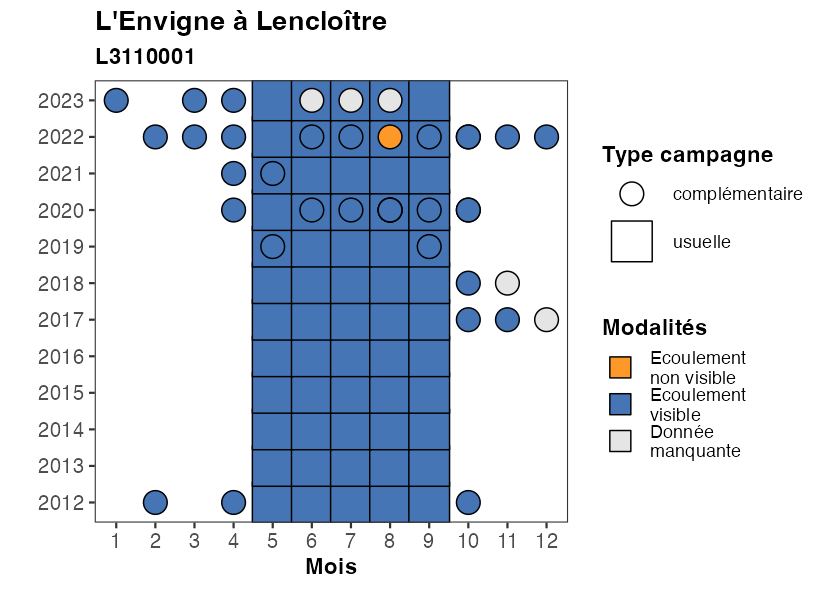 L'Envigne à Lencloître
L3110001
2023
2022
2021
2020
2019
2018
2017
2016
2015
2014
2013
2012
1 2 3 4 5 6 7 8 9 10 11 12
Mois
Type campagne
complémentaire
usuelle
Modalités
Ecoulement
non visible
Ecoulement
visible
Donnée
manquante